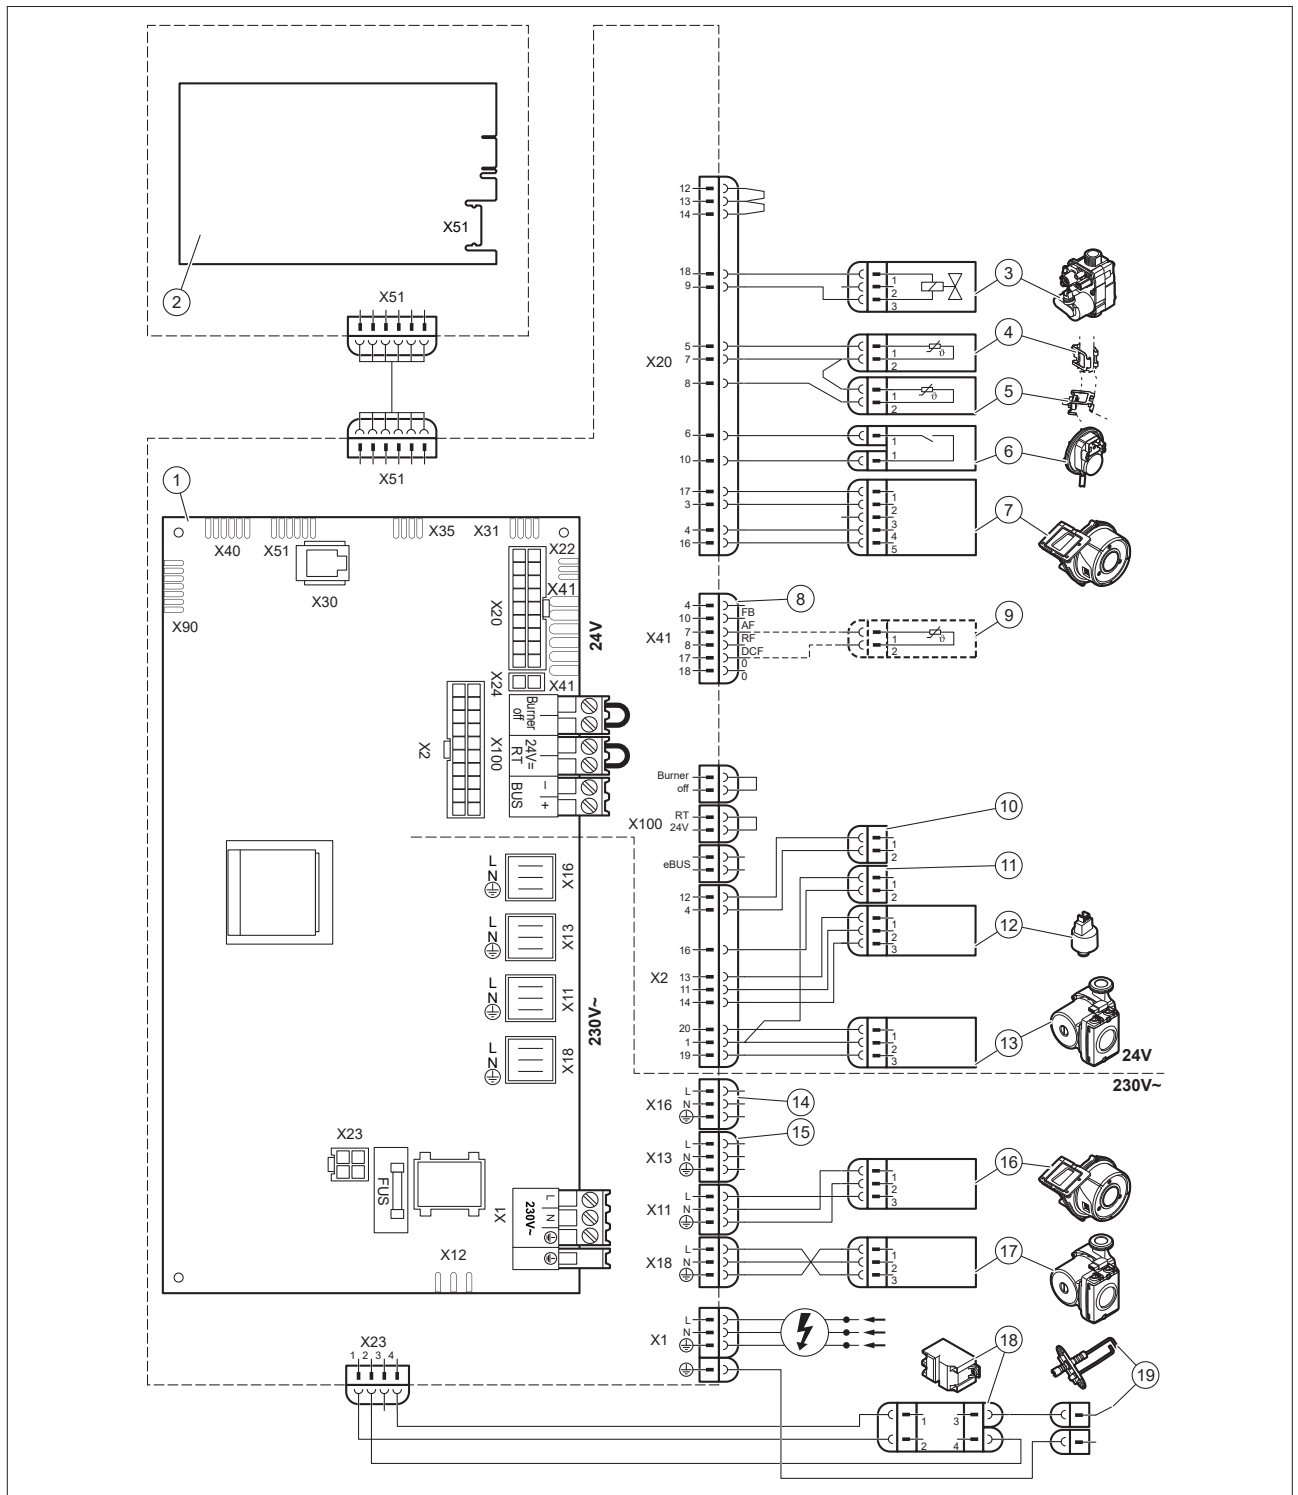 X51
2
X51
X51
1
X40
X51
X35
X31
X22
X30
X90
X20
X41
24V
X24
X41
X2
X100
Burner
off
24V=
RT
BUS
–
+
L
N
X16
L
N
X13
L
N
X11
L
N
X18
230V~
X23
FUS
X1
230V~
L
N
X12
X23
1 2 3 4
12
13
14
18
9
1
2
3
3
X20
5
7
8
1
2
4
1
2
5
6
10
1
1
6
17
3
4
16
1
2
3
4
5
7
8
X41
4
10
7
8
17
18
FB
AF
RF
DCF
0
0
1
2
9
Burner
off
X100
RT
24V
eBUS
1
2
10
1
2
11
X2
12
4
16
13
11
14
20
1
19
1
2
3
12
1
2
3
13
24V
230V~
X16
L
N
14
X13
L
N
15
X11
L
N
1
2
3
16
X18
L
N
1
2
3
17
X1
L
N
18
1
2
3
4
19
ϑ
ϑ
ϑ